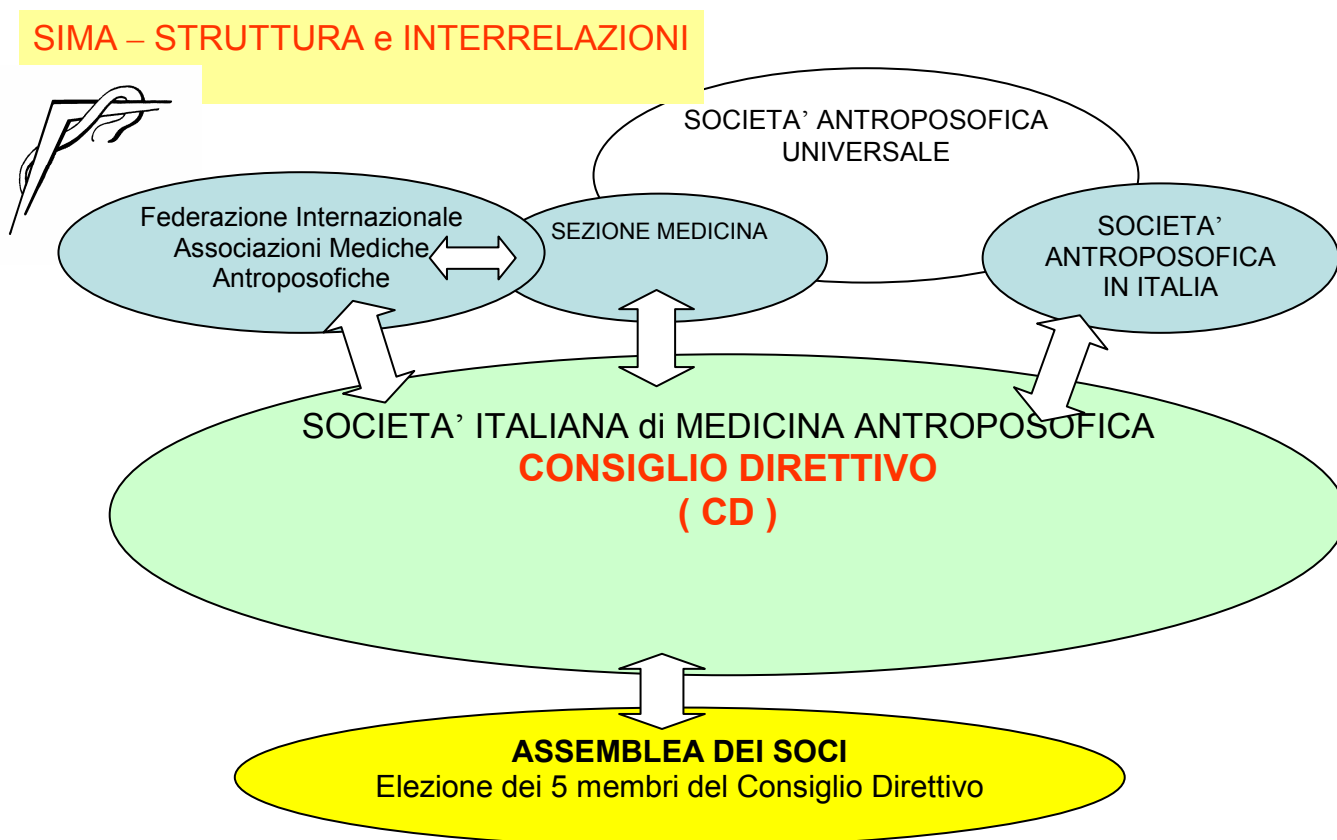 SIMA – STRUTTURA e INTERRELAZIONI
SOCIETA’ ANTROPOSOFICA
UNIVERSALE
Federazione Internazionale
Associazioni Mediche
Antroposofiche
SEZIONE MEDICINA
SOCIETA’
ANTROPOSOFICA
IN ITALIA
SOCIETA’ ITALIANA di MEDICINA ANTROPOSOFICA
CONSIGLIO DIRETTIVO
( CD )
ASSEMBLEA DEI SOCI
Elezione dei 5 membri del Consiglio Direttivo